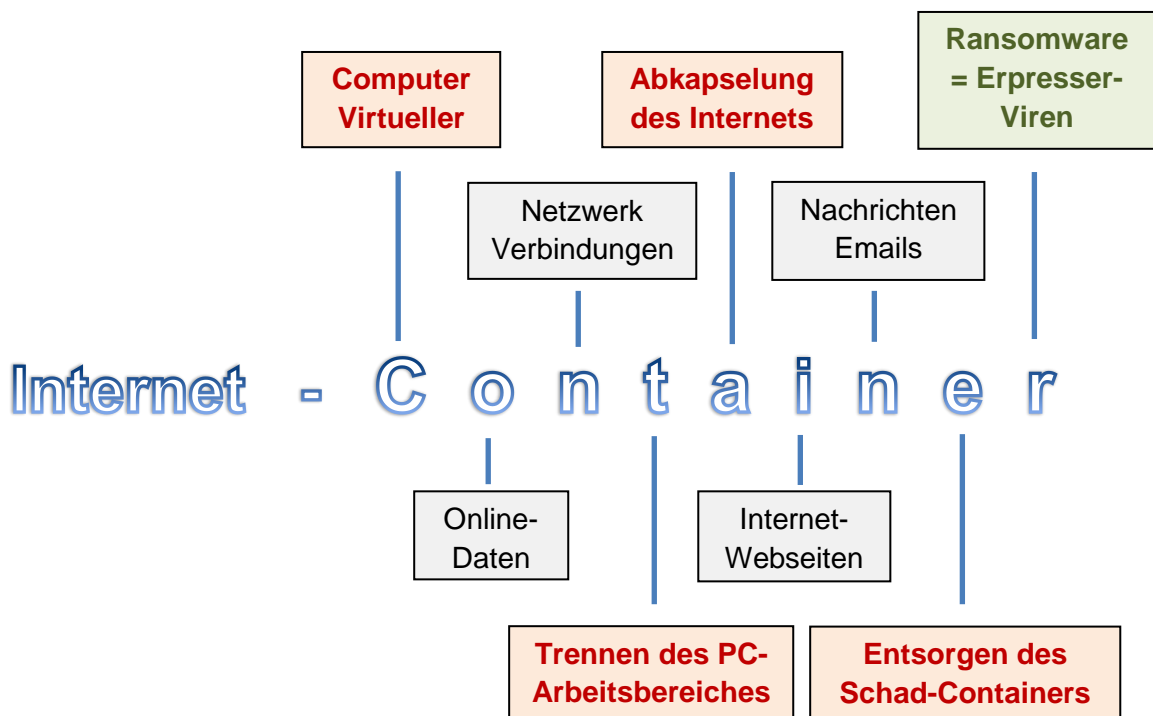 Ransomware
= Erpresser-
Viren
Computer
Virtueller
Abkapselung
des Internets
Netzwerk
Verbindungen
Nachrichten
Emails
Internet - Container
Online-
Daten
Internet-
Webseiten
Trennen des PC-
Arbeitsbereiches
Entsorgen des
Schad-Containers